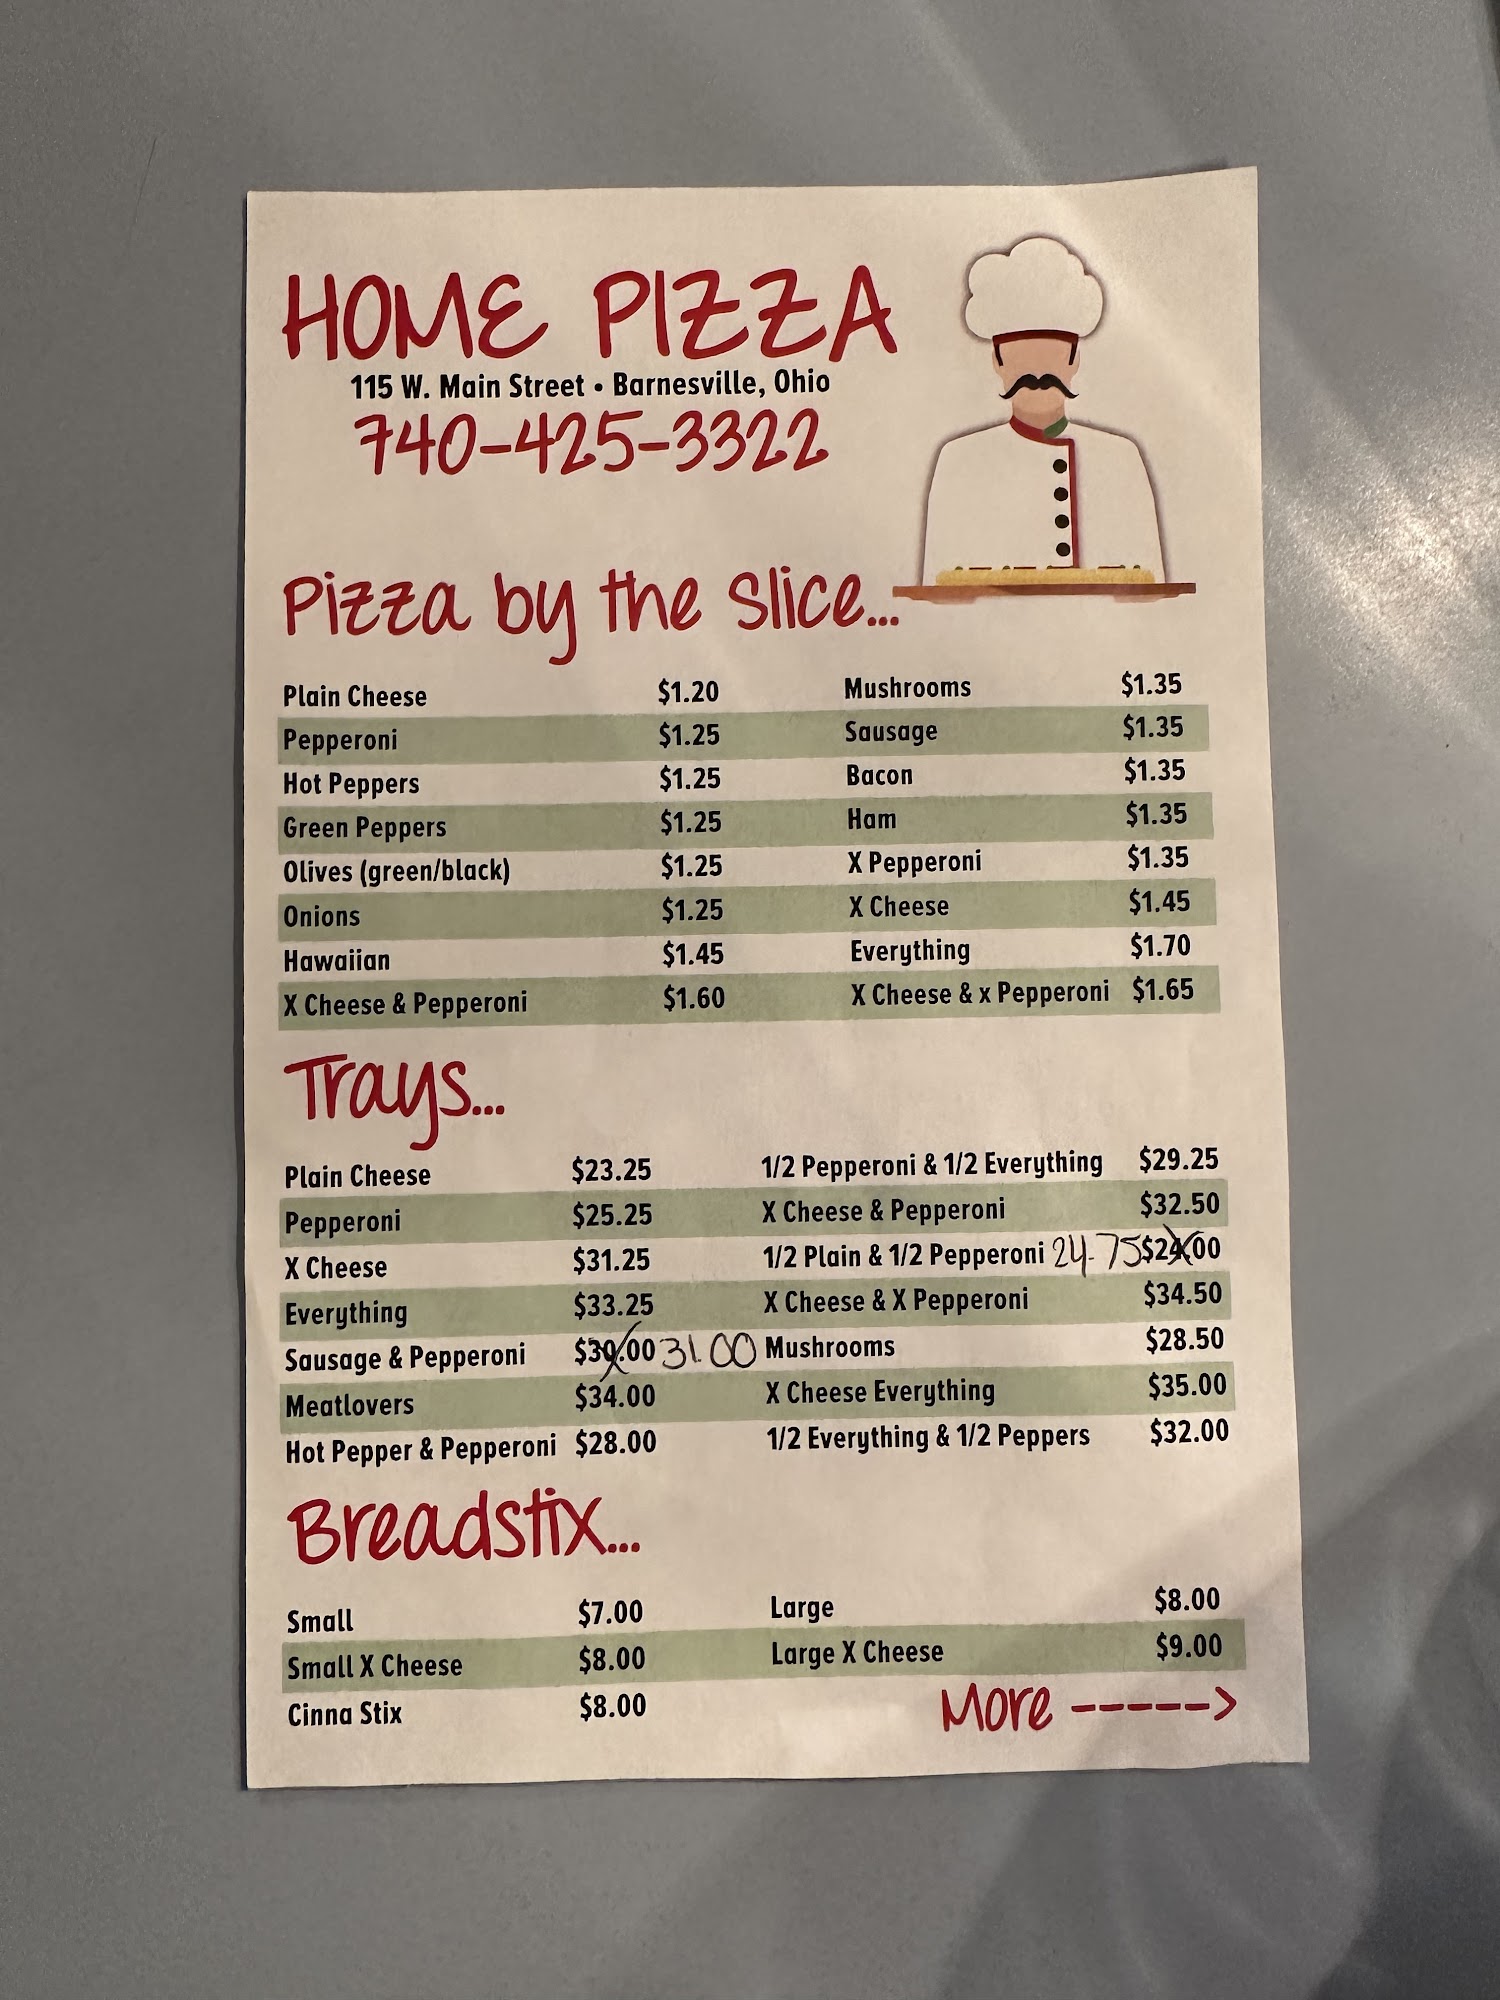 HOME PIZZA
115 W. Main Street • Barnesville, Ohio
740-425-3322
Pizza by the slice...
Plain Cheese $1.20 Mushrooms $1.35
Pepperoni $1.25 Sausage $1.35
Hot Peppers $1.25 Bacon $1.35
Green Peppers $1.25 Ham $1.35
Olives (green/black) $1.25 X Pepperoni $1.35
Onions $1.25 X Cheese $1.45
Hawaiian $1.45 Everything $1.70
X Cheese & Pepperoni $1.60 X Cheese & x Pepperoni $1.65
Trays...
Plain Cheese $23.25 1/2 Pepperoni & 1/2 Everything $29.25
Pepperoni $25.25 X Cheese & Pepperoni $32.50
X Cheese $31.25 1/2 Plain & 1/2 Pepperoni 24.75 $24.00
Everything $33.25 X Cheese & X Pepperoni $34.50
Sausage & Pepperoni $30.00 31.00 Mushrooms $28.50
Meatlovers $34.00 X Cheese Everything $35.00
Hot Pepper & Pepperoni $28.00 1/2 Everything & 1/2 Peppers $32.00
Breadstix...
Small $7.00 Large $8.00
Small X Cheese $8.00 Large X Cheese $9.00
Cinna Stix $8.00
More ----->